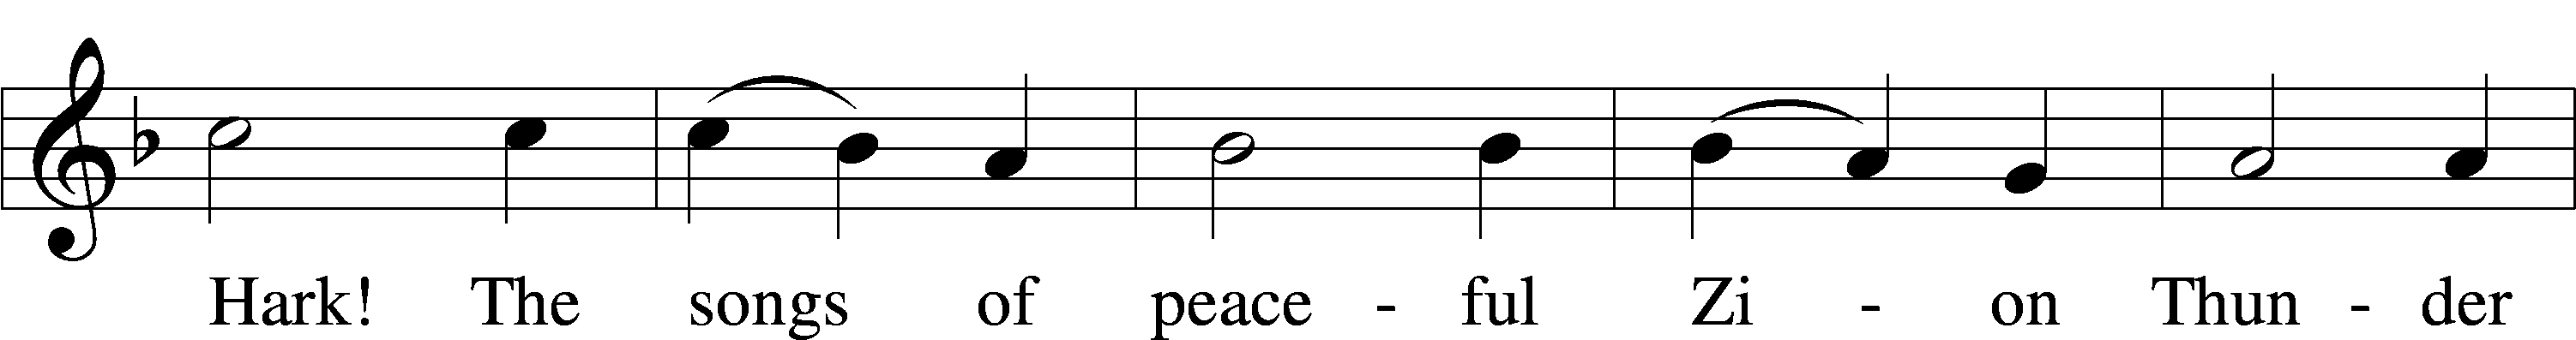 Hark! The songs of peace - ful Zi - on Thun - der